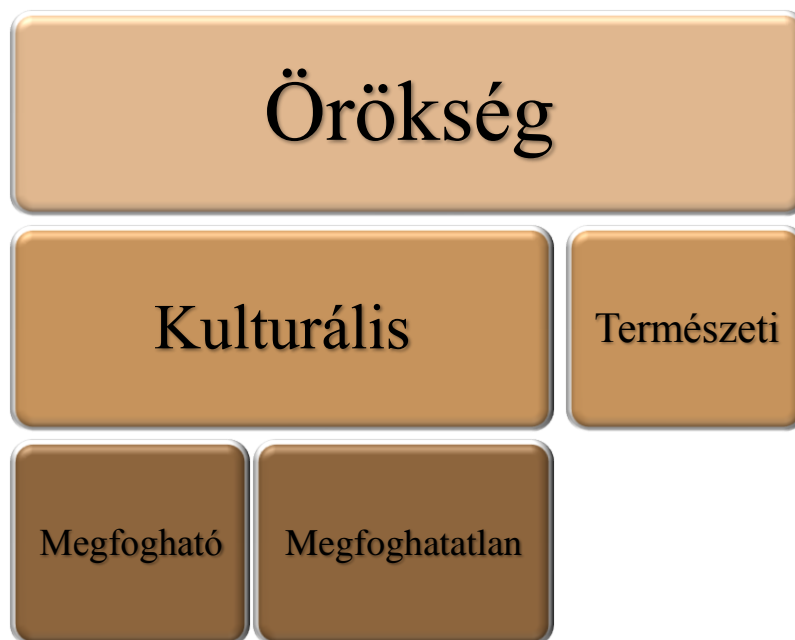 Örökség
Kulturális
Természeti
Megfogható
Megfoghatatlan